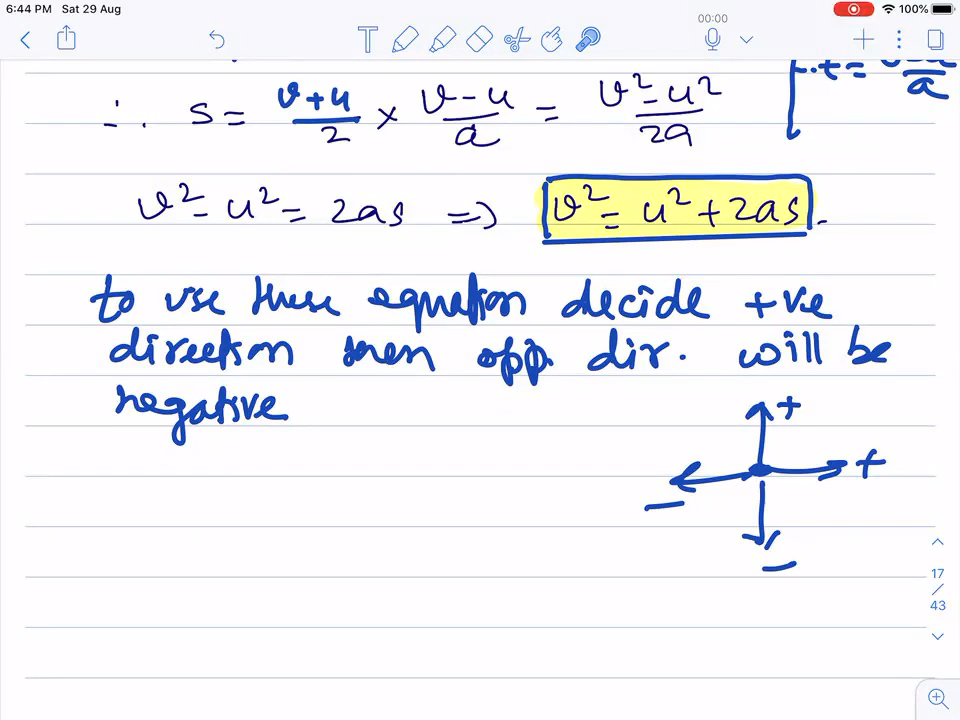 6:44 PM Sat 29 Aug
100%
00:00
T
∴ s = v+u/2 × v-u/a = v²-u²/2a
v²-u² = 2as => v² = u² + 2as.
to use these equation decide +ve
direction then opp. dir. will be
negative
+
+
-
-
17
/
43